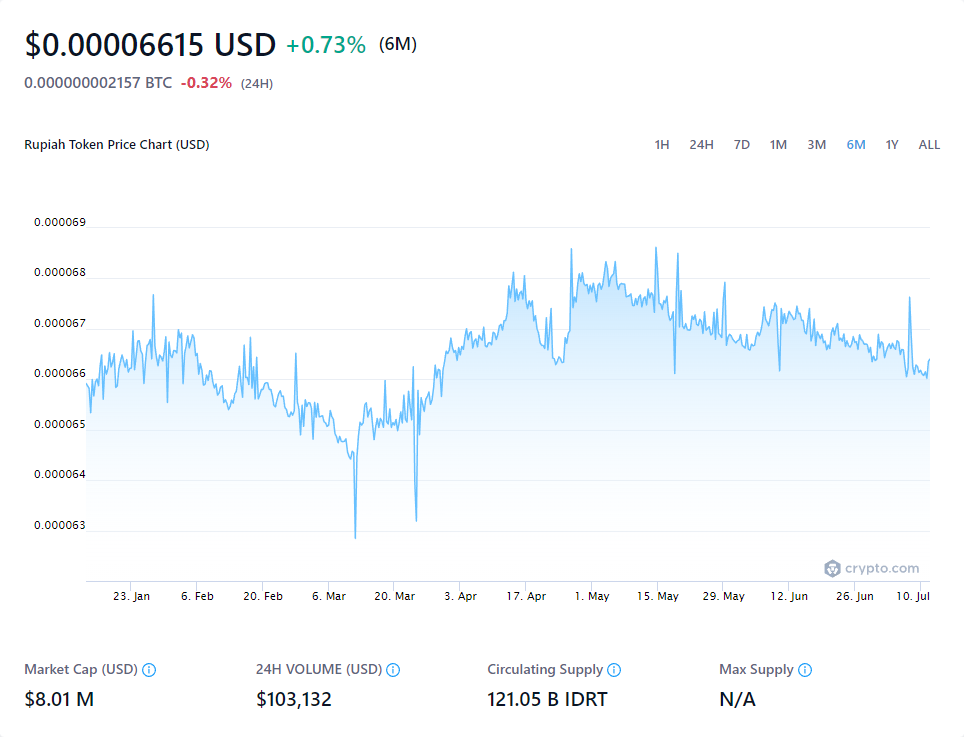 $0.00006615 USD +0.73% (6M)
0.000000002157 BTC -0.32% (24H)
Rupiah Token Price Chart (USD)
1H 24H 7D 1M 3M 6M 1Y ALL
0.000069
0.000068
0.000067
0.000066
0.000065
0.000064
0.000063
crypto.com
23. Jan 6. Feb 20. Feb 6. Mar 20. Mar 3. Apr 17. Apr 1. May 15. May 29. May 12. Jun 26. Jun 10. Jul
Market Cap (USD) 24H VOLUME (USD) Circulating Supply Max Supply
$8.01 M $103,132 121.05 B IDRT N/A